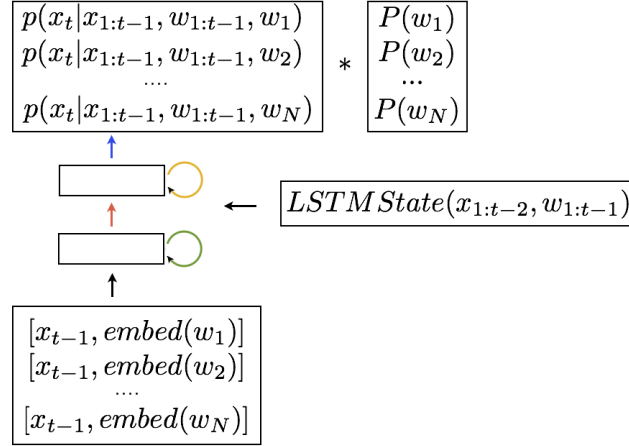 p(x_t|x_{1:t−1}, w_{1:t−1}, w_1)
p(x_t|x_{1:t−1}, w_{1:t−1}, w_2)
....
p(x_t|x_{1:t−1}, w_{1:t−1}, w_N)
*
P(w_1)
P(w_2)
...
P(w_N)
LSTMState(x_{1:t−2}, w_{1:t−1})
[x_{t−1}, embed(w_1)]
[x_{t−1}, embed(w_2)]
....
[x_{t−1}, embed(w_N)]